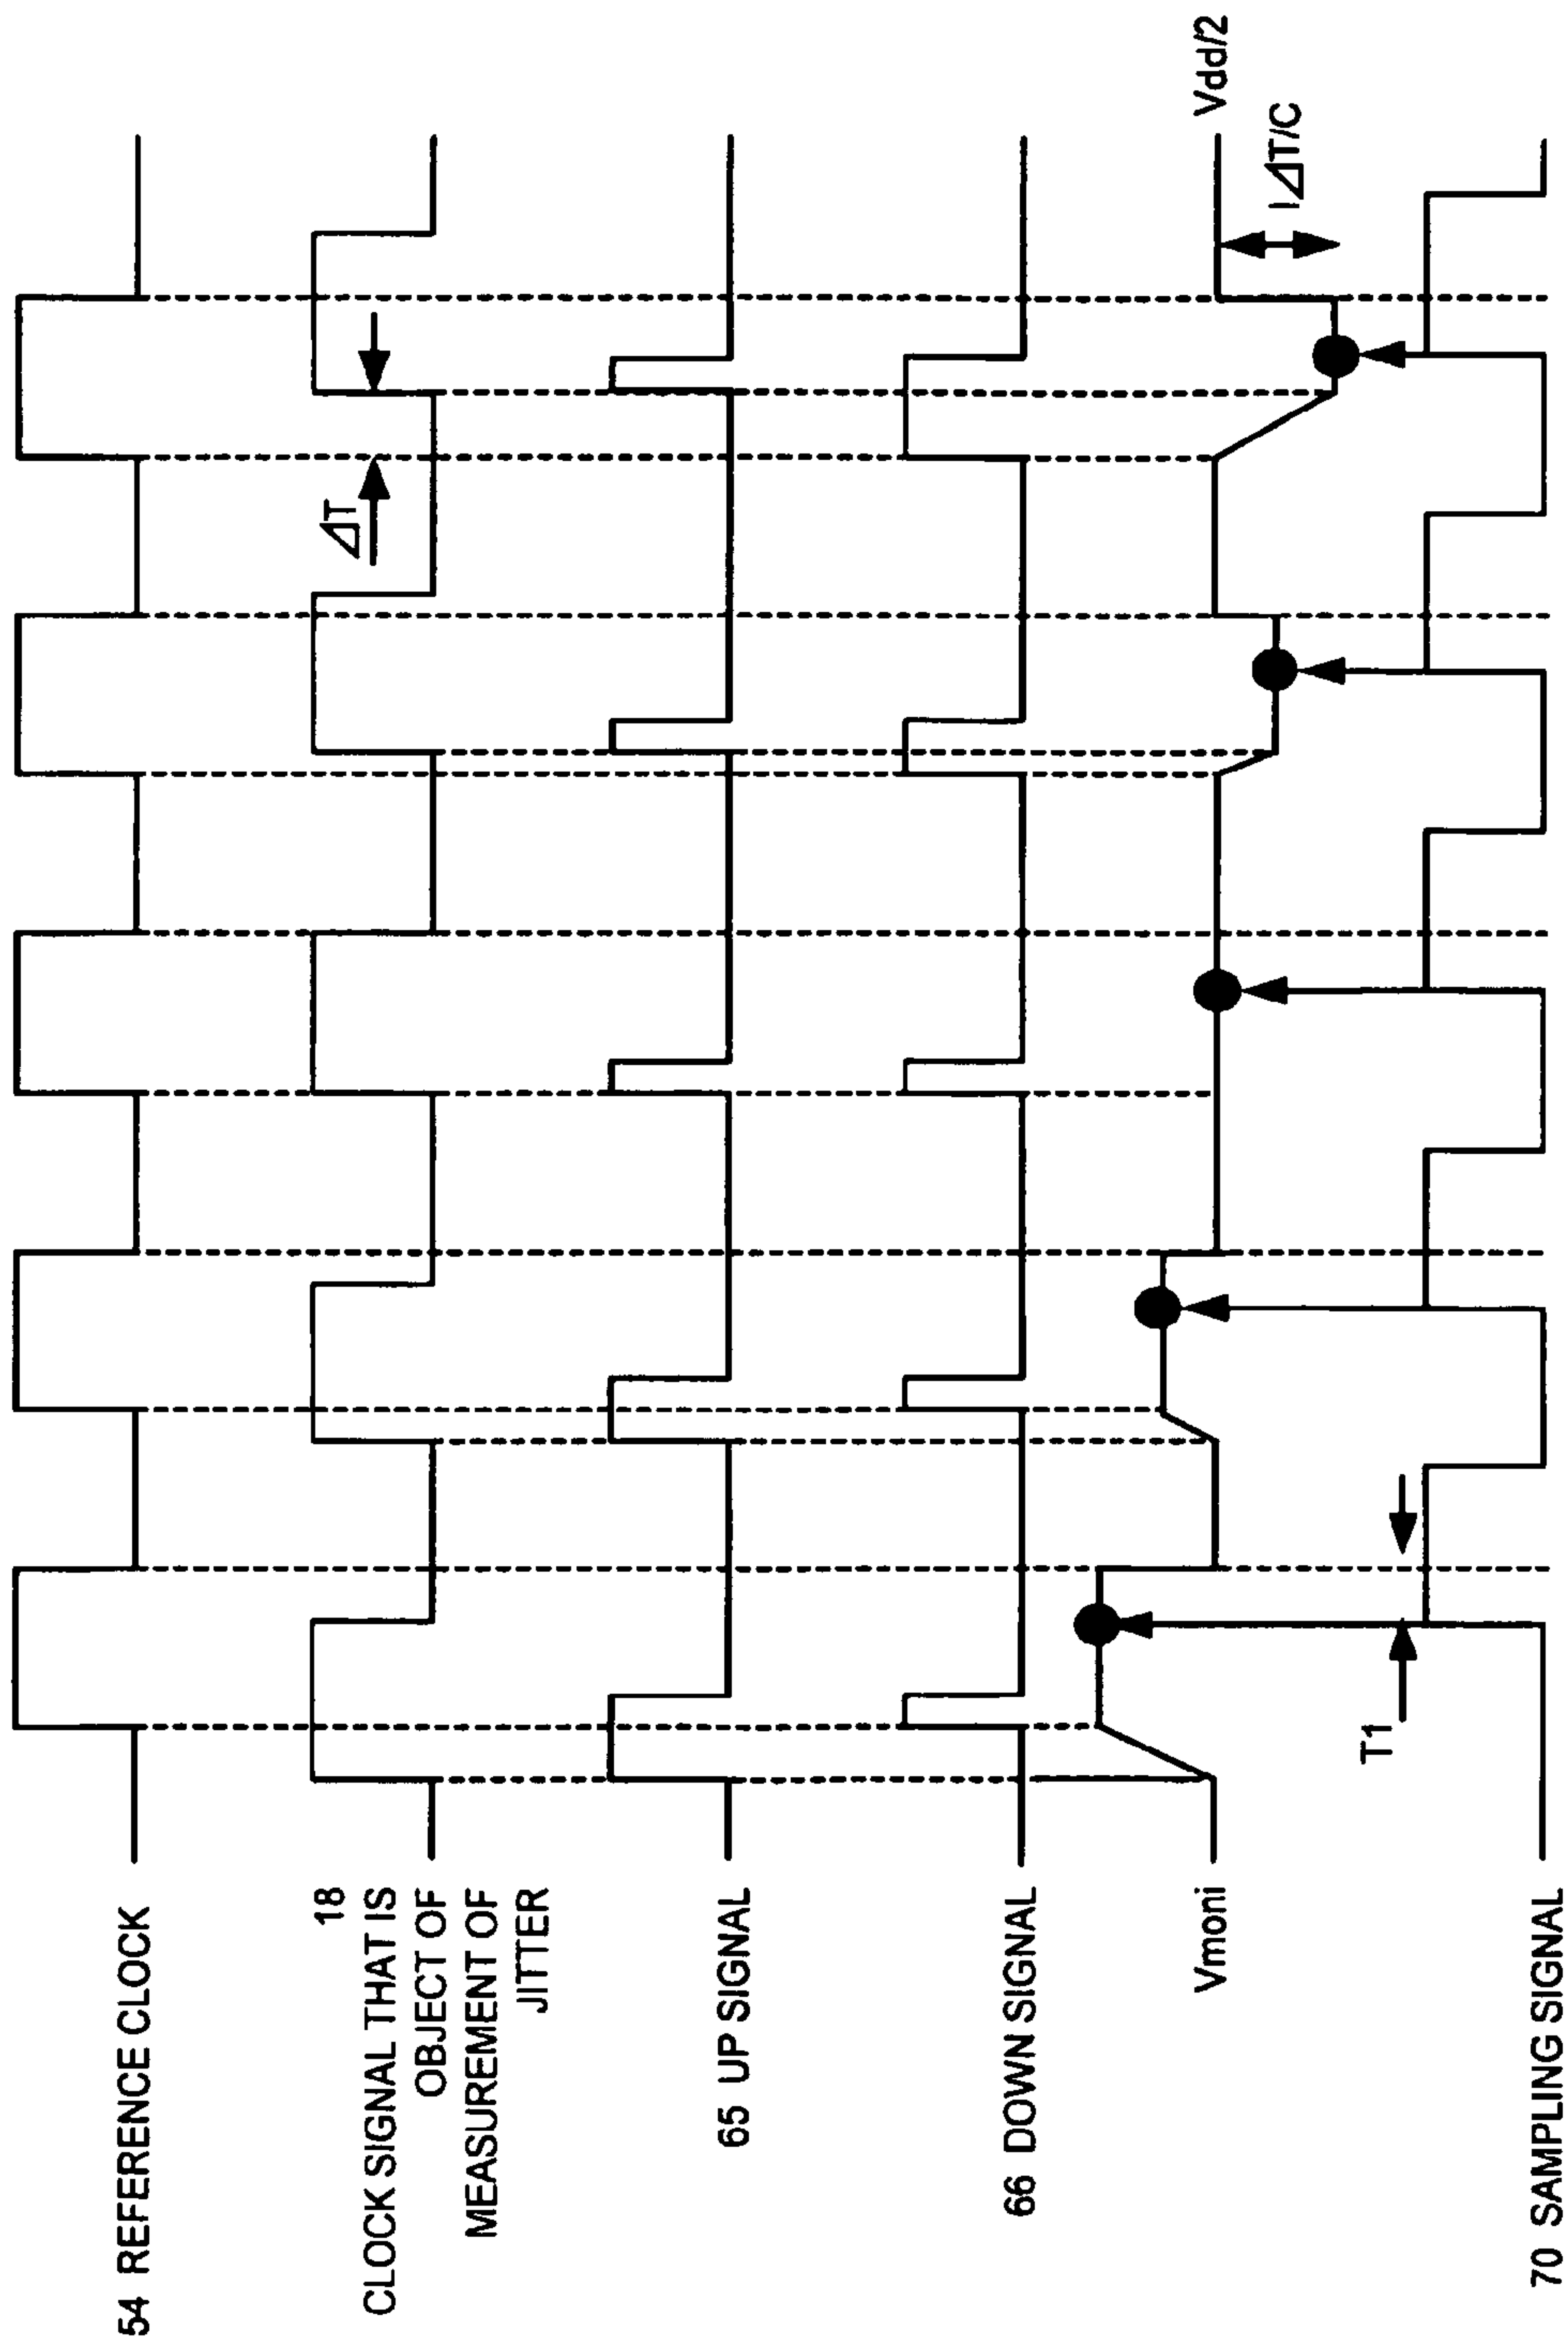 54 REFERENCE CLOCK
18
CLOCK SIGNAL THAT IS
OBJECT OF
MEASUREMENT OF
JITTER
ΔT
65 UP SIGNAL
66 DOWN SIGNAL
Vmoni
Vdd/2
IΔT/C
T1
70 SAMPLING SIGNAL